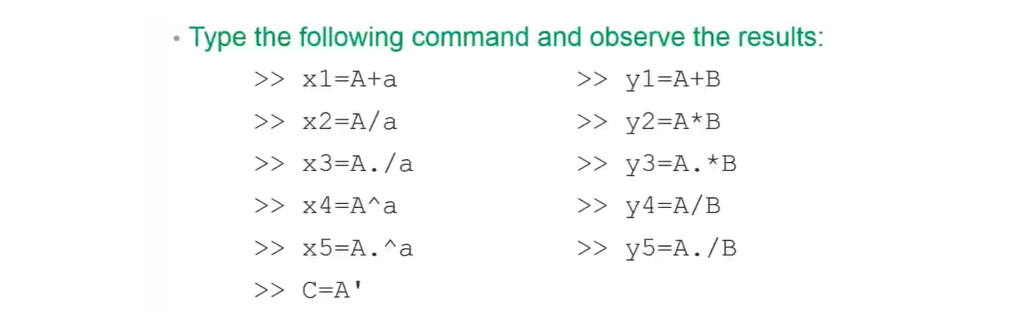 • Type the following command and observe the results:
>> x1=A+a
>> x2=A/a
>> x3=A./a
>> x4=A^a
>> x5=A.^a
>> C=A'
>> y1=A+B
>> y2=A*B
>> y3=A.*B
>> y4=A/B
>> y5=A./B